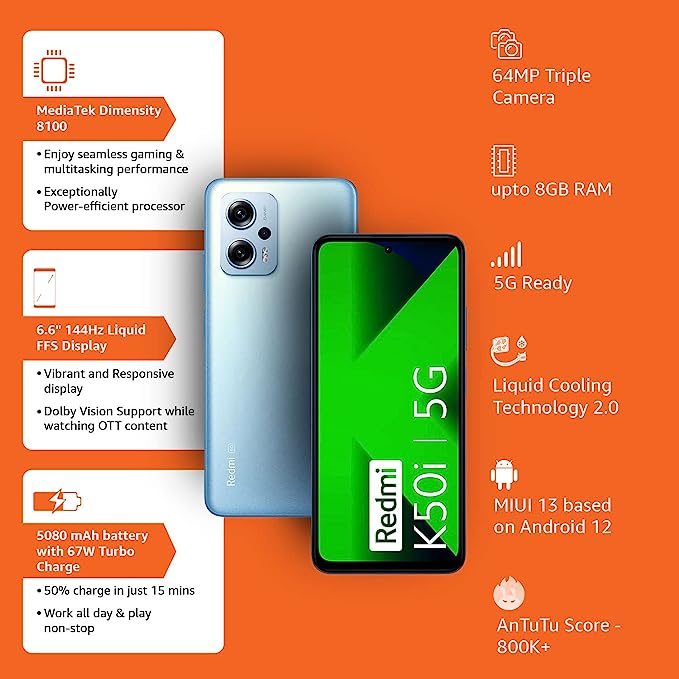 MediaTek Dimensity
8100
• Enjoy seamless gaming &
multitasking performance
• Exceptionally
Power-efficient processor
6.6" 144Hz Liquid
FFS Display
• Vibrant and Responsive
display
• Dolby Vision Support while
watching OTT content
5080 mAh battery
with 67W Turbo
Charge
• 50% charge in just 15 mins
• Work all day & play
non-stop
Redmi
Redmi
K50i | 5G
64MP Triple
Camera
upto 8GB RAM
5G Ready
Liquid Cooling
Technology 2.0
MIUI 13 based
on Android 12
AnTuTu Score -
800K+